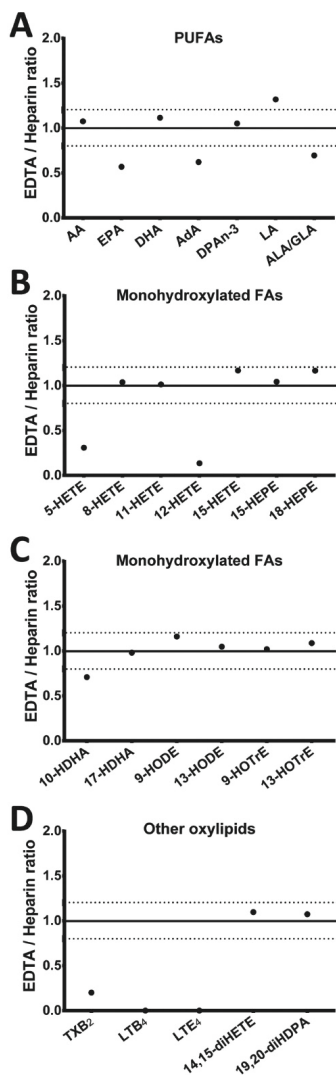 A
PUFAs
EDTA / Heparin ratio
2.0
1.5
1.0
0.5
0.0
AA
EPA
DHA
AdA
DPAn-3
LA
ALA/GLA
B
Monohydroxylated FAs
EDTA / Heparin ratio
2.0
1.5
1.0
0.5
0.0
5-HETE
8-HETE
11-HETE
12-HETE
15-HETE
15-HEPE
18-HEPE
C
Monohydroxylated FAs
EDTA / Heparin ratio
2.0
1.5
1.0
0.5
0.0
10-HDHA
17-HDHA
9-HODE
13-HODE
9-HOTrE
13-HOTrE
D
Other oxylipids
EDTA / Heparin ratio
2.0
1.5
1.0
0.5
0.0
TXB₂
LTB₄
LTE₄
14,15-diHETE
19,20-diHDPA